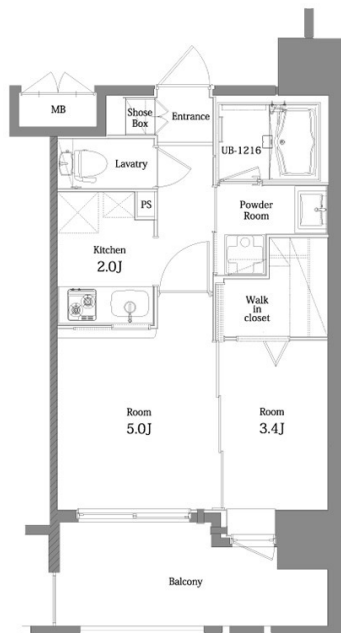 MB
Shose
Box
Entrance
UB-1216
Lavatry
Powder
Room
PS
Kitchen
2.0J
Walk
in
closet
Room
5.0J
Room
3.4J
Balcony